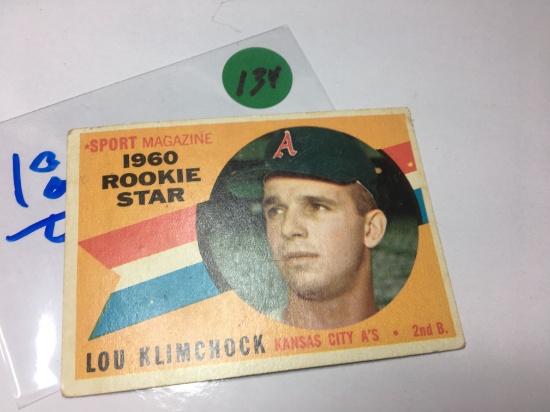 134
*SPORT MAGAZINE
1960
ROOKIE
STAR
A
LOU KLIMCHOCK KANSAS CITY A'S • 2nd B.